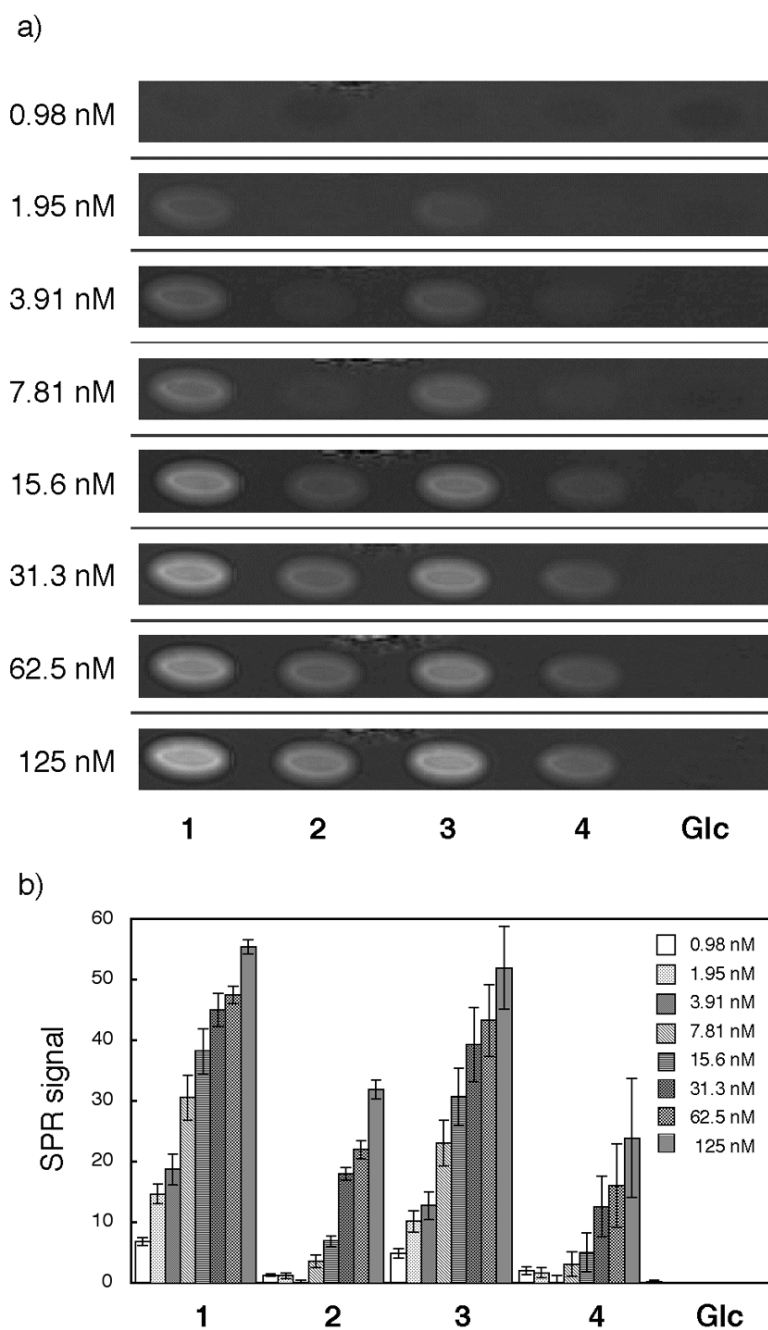 a)
0.98 nM
1.95 nM
3.91 nM
7.81 nM
15.6 nM
31.3 nM
62.5 nM
125 nM
1 2 3 4 Glc
b)
SPR signal
60
50
40
30
20
10
0
0.98 nM
1.95 nM
3.91 nM
7.81 nM
15.6 nM
31.3 nM
62.5 nM
125 nM
1 2 3 4 Glc